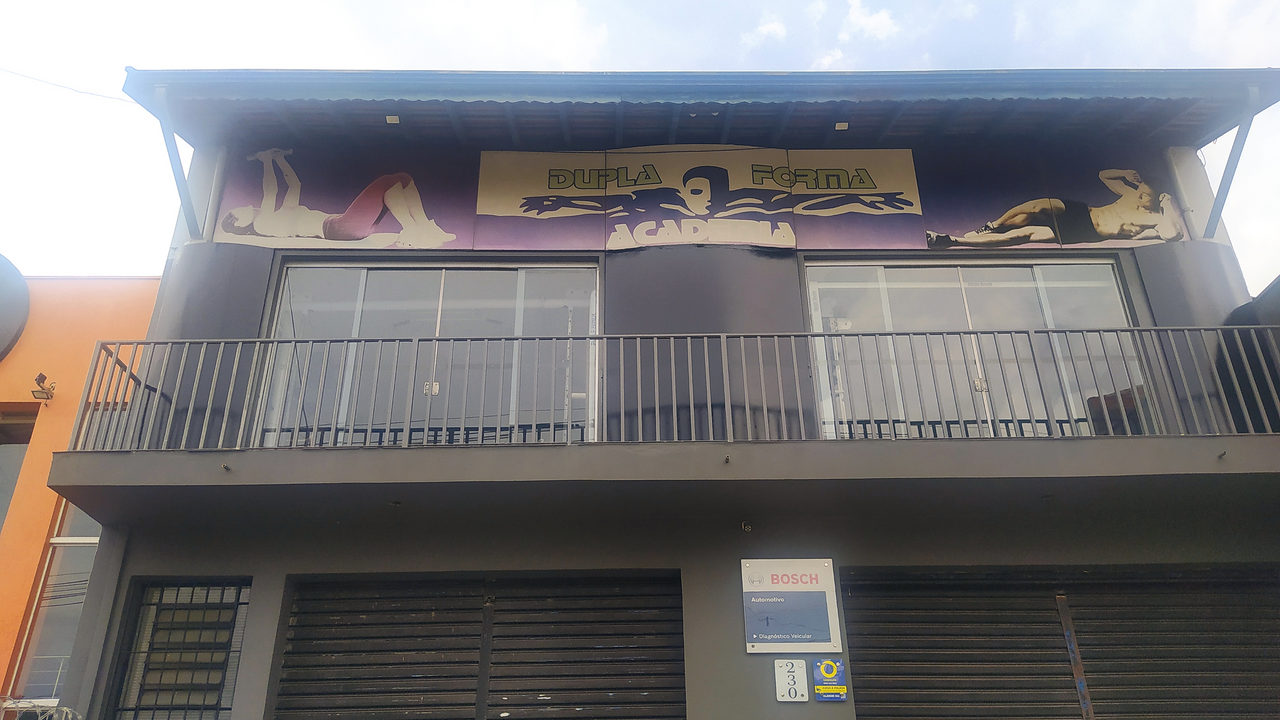 DUPLA FORMA
ACADEMIA
BOSCH
Automotivo
Diagnóstico Veicular
230